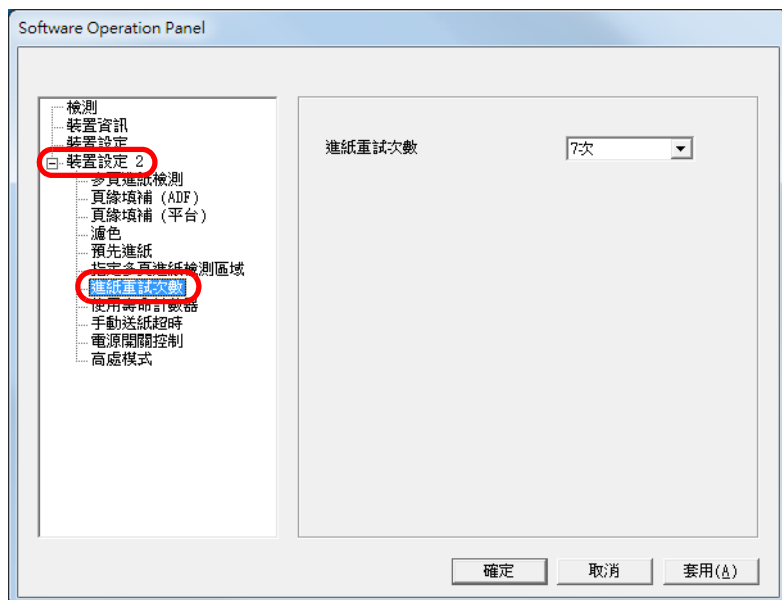 Software Operation Panel
檢測
裝置資訊
裝置設定
裝置設定 2
多頁進紙檢測
頁緣填補 (ADF)
頁緣填補 (平台)
濾色
預先進紙
指定多頁進紙檢測區域
進紙重試次數
使用壽命計數器
手動送紙超時
電源開關控制
高處模式
進紙重試次數
7次
確定
取消
套用(A)